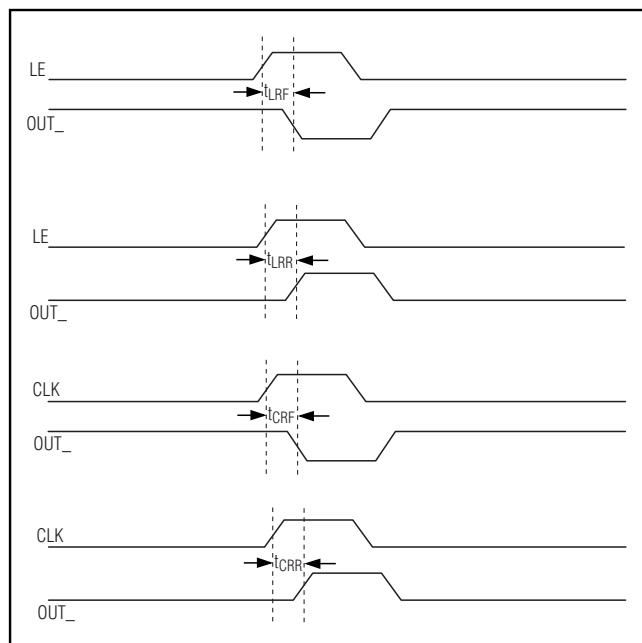 LE
tLRF
OUT_
LE
tLRR
OUT_
CLK
tCRF
OUT_
CLK
tCRR
OUT_